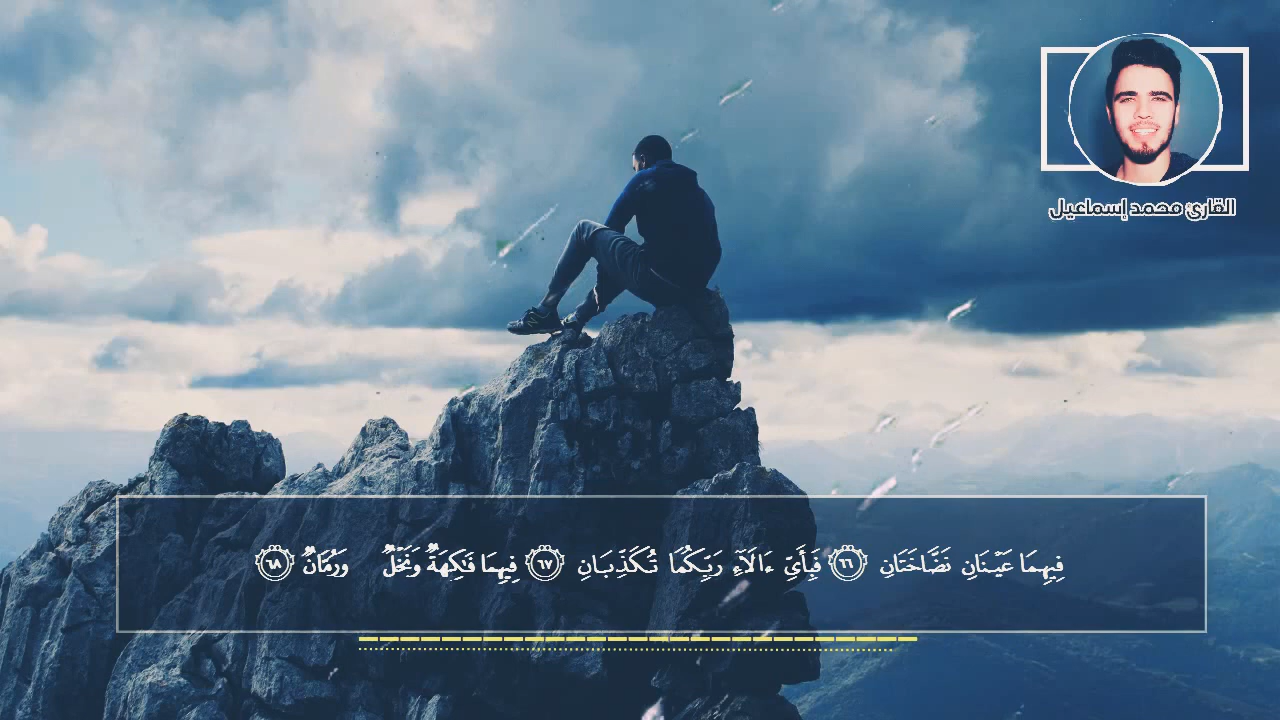 القارئ محمد إسماعيل
فِيهِمَا عَيْنَانِ نَضَّاخَتَانِ ٦٦ فَبِأَيِّ ءَالَآءِ رَبِّكُمَا تُكَذِّبَانِ ٦٧ فِيهِمَا فَٰكِهَةٌ وَنَخْلٌ وَرُمَّانٌ ٦٨